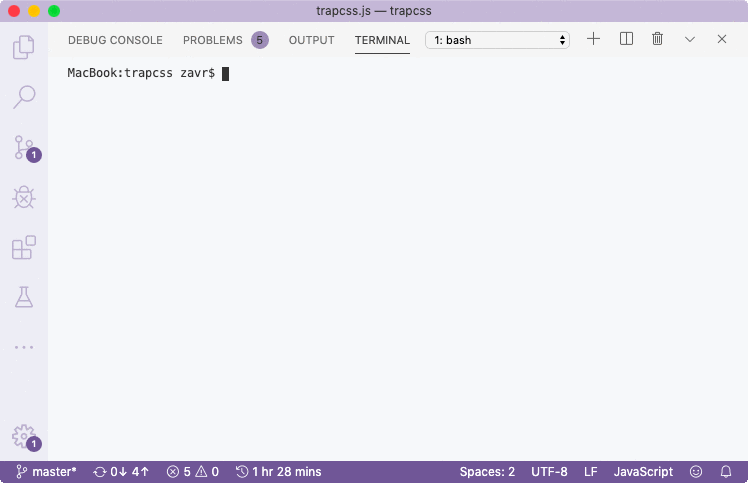 trapcss.js — trapcss
DEBUG CONSOLE PROBLEMS 5 OUTPUT TERMINAL 1: bash
MacBook:trapcss zavr$
1
1
master* 0↓ 4↑ 5 0 1 hr 28 mins Spaces: 2 UTF-8 LF JavaScript